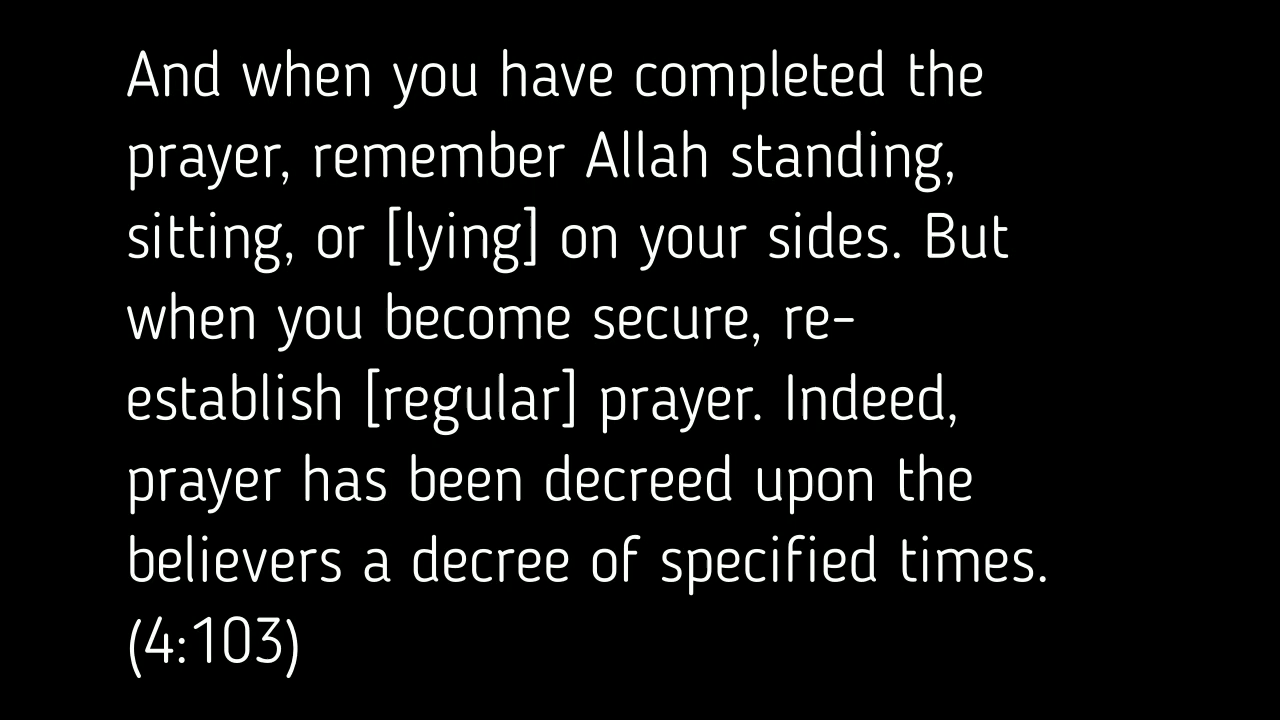 And when you have completed the
prayer, remember Allah standing,
sitting, or [lying] on your sides. But
when you become secure, re-
establish [regular] prayer. Indeed,
prayer has been decreed upon the
believers a decree of specified times.
(4:103)